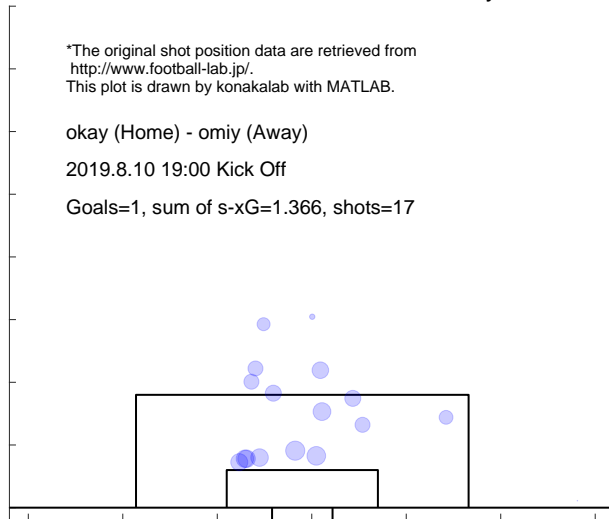 *The original shot position data are retrieved from
http://www.football-lab.jp/.
This plot is drawn by konakalab with MATLAB.
okay (Home) - omiy (Away)
2019.8.10 19:00 Kick Off
Goals=1, sum of s-xG=1.366, shots=17